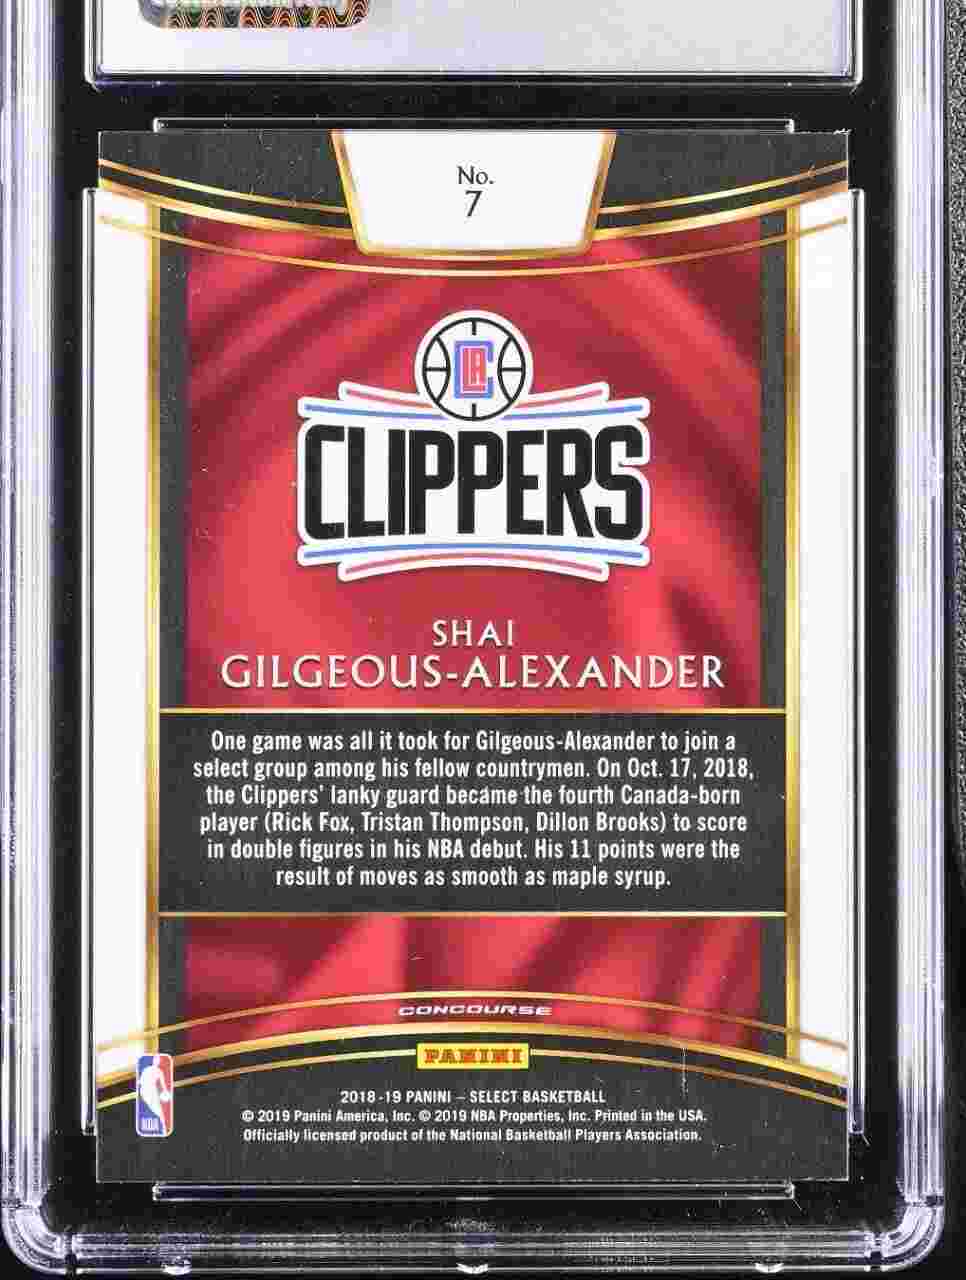 No.
7
LA
CLIPPERS
SHAI
GILGEOUS-ALEXANDER
One game was all it took for Gilgeous-Alexander to join a
select group among his fellow countrymen. On Oct. 17, 2018,
the Clippers' lanky guard became the fourth Canada-born
player (Rick Fox, Tristan Thompson, Dillon Brooks) to score
in double figures in his NBA debut. His 11 points were the
result of moves as smooth as maple syrup.
CONCOURSE
PANINI
NBA
2018-19 PANINI – SELECT BASKETBALL
© 2019 Panini America, Inc. © 2019 NBA Properties, Inc. Printed in the USA.
Officially licensed product of the National Basketball Players Association.